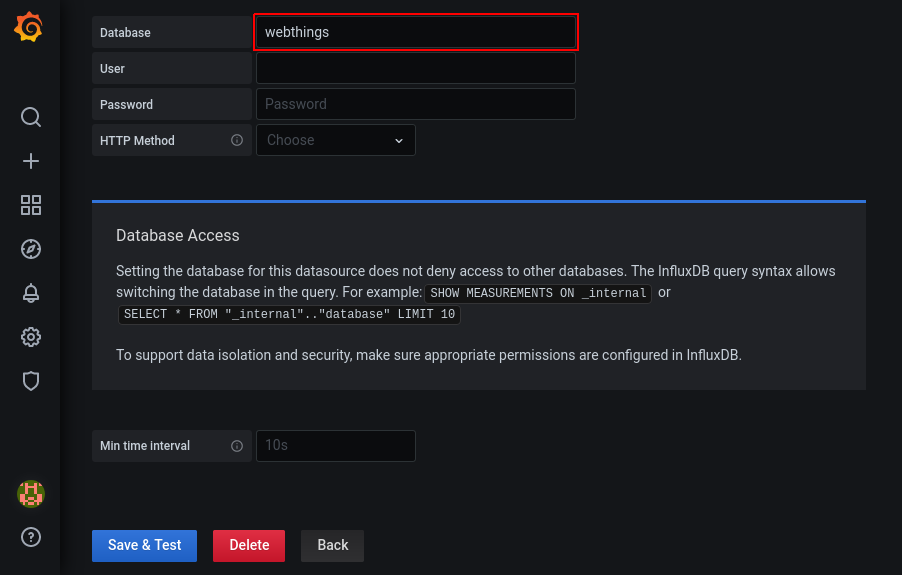 Database
webthings
User
Password
Password
HTTP Method
Choose
Database Access
Setting the database for this datasource does not deny access to other databases. The InfluxDB query syntax allows
switching the database in the query. For example: SHOW MEASUREMENTS ON _internal or
SELECT * FROM "_internal".."database" LIMIT 10
To support data isolation and security, make sure appropriate permissions are configured in InfluxDB.
Min time interval
10s
Save & Test
Delete
Back